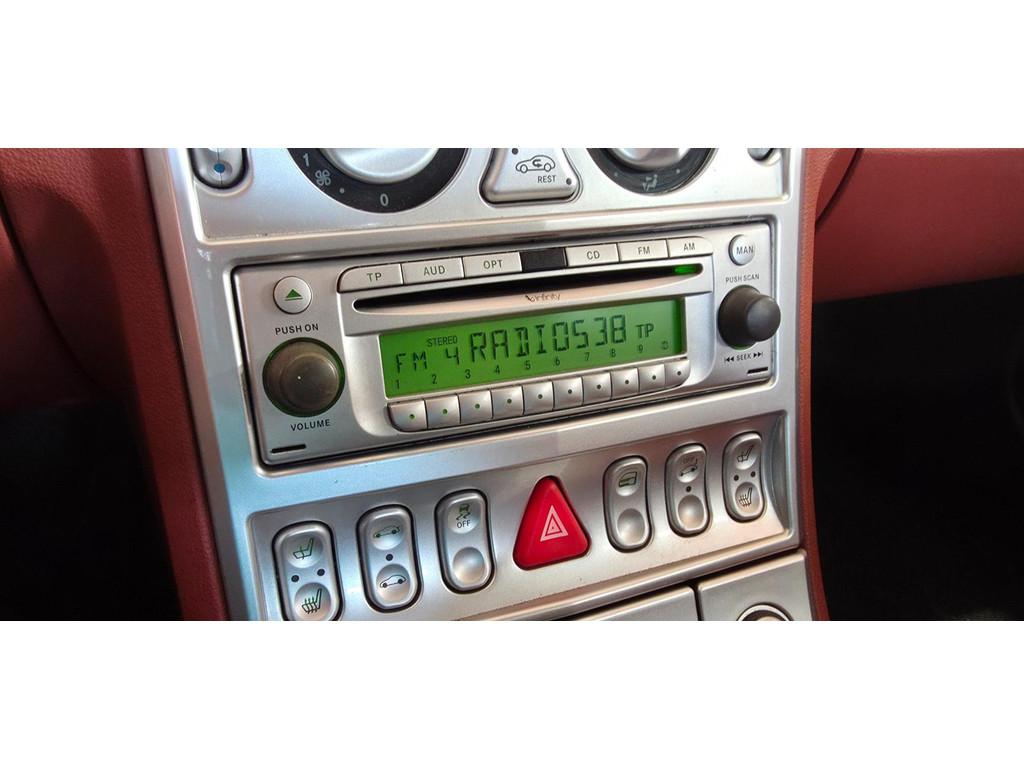 1
0
REST
TP AUD OPT CD FM AM MAN
PUSH ON
infinity
PUSH SCAN
STEREO
FM 4 RADIO538 TP
1 2 3 4 5 6 7 8 9
SEEK
VOLUME
OFF